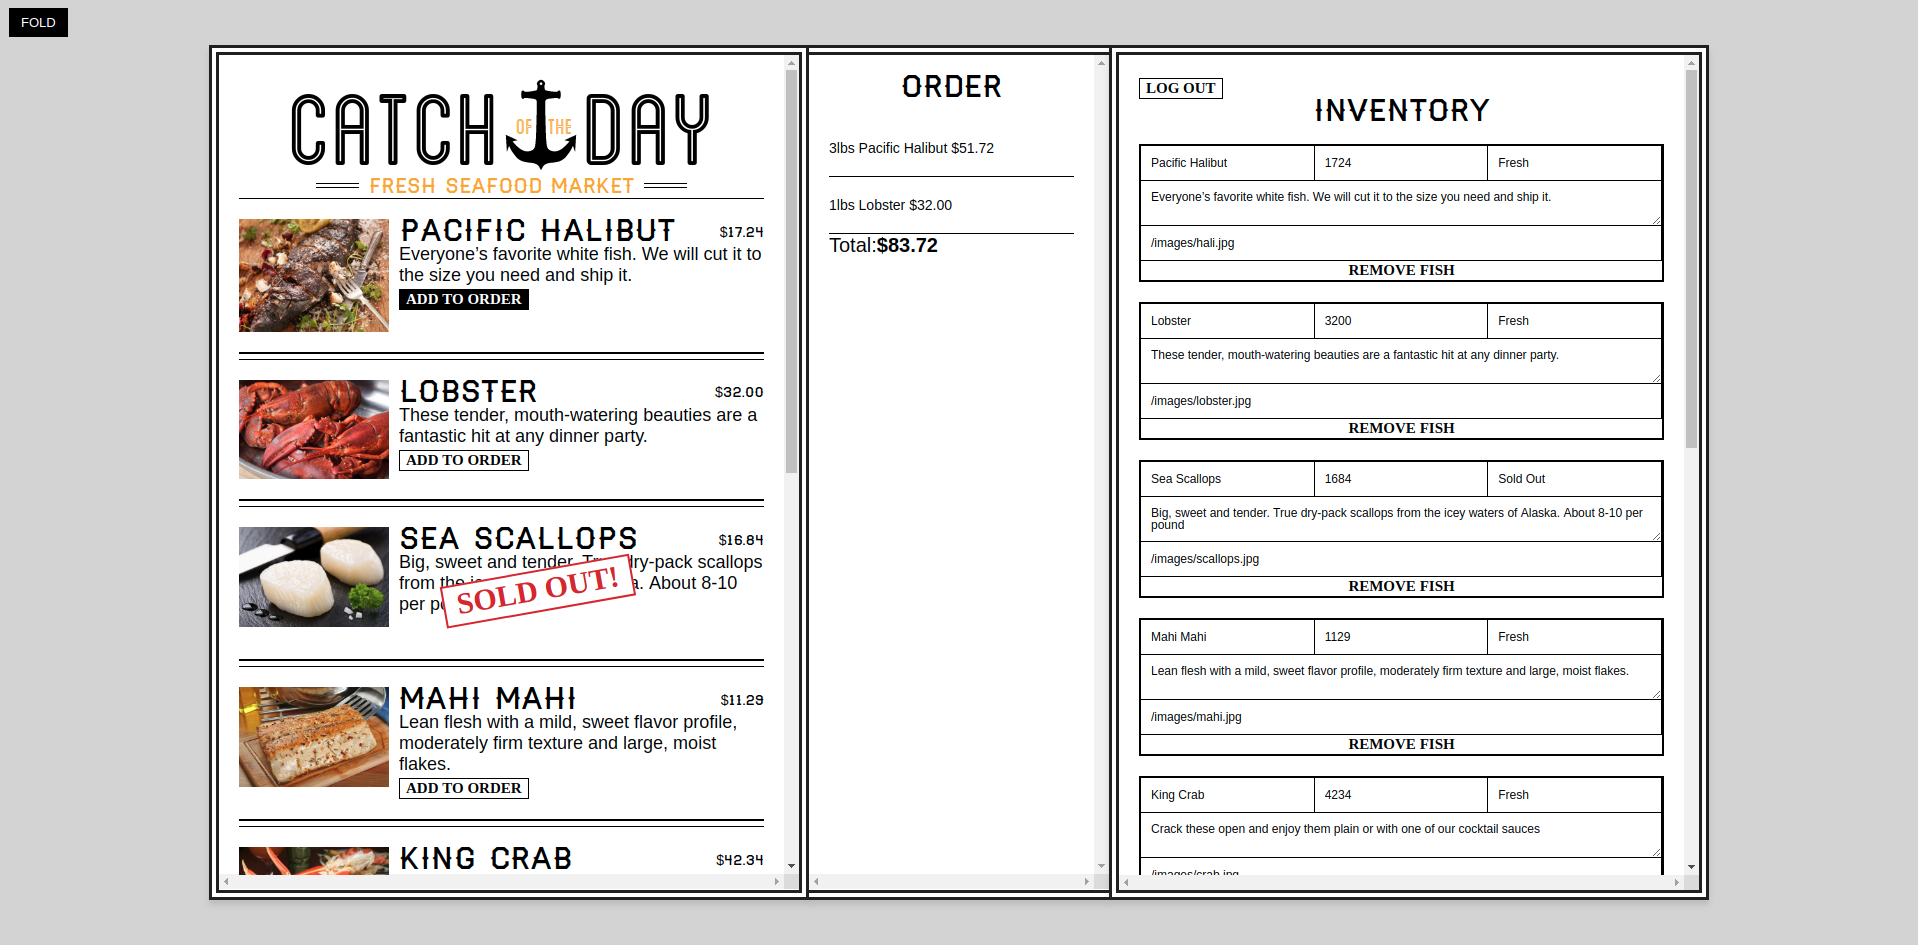 FOLD
CATCH OF THE DAY
FRESH SEAFOOD MARKET
PACIFIC HALIBUT $17.24
Everyone's favorite white fish. We will cut it to
the size you need and ship it.
ADD TO ORDER
LOBSTER $32.00
These tender, mouth-watering beauties are a
fantastic hit at any dinner party.
ADD TO ORDER
SEA SCALLOPS $16.84
Big, sweet and tender. True dry-pack scallops
from the a. About 8-10
per
SOLD OUT!
MAHI MAHI $11.29
Lean flesh with a mild, sweet flavor profile,
moderately firm texture and large, moist
flakes.
ADD TO ORDER
KING CRAB $42.34
ORDER
3lbs Pacific Halibut $51.72
1lbs Lobster $32.00
Total:$83.72
LOG OUT
INVENTORY
Pacific Halibut 1724 Fresh
Everyone's favorite white fish. We will cut it to the size you need and ship it.
/images/hali.jpg
REMOVE FISH
Lobster 3200 Fresh
These tender, mouth-watering beauties are a fantastic hit at any dinner party.
/images/lobster.jpg
REMOVE FISH
Sea Scallops 1684 Sold Out
Big, sweet and tender. True dry-pack scallops from the icey waters of Alaska. About 8-10 per
pound
/images/scallops.jpg
REMOVE FISH
Mahi Mahi 1129 Fresh
Lean flesh with a mild, sweet flavor profile, moderately firm texture and large, moist flakes.
/images/mahi.jpg
REMOVE FISH
King Crab 4234 Fresh
Crack these open and enjoy them plain or with one of our cocktail sauces
/images/crab.jpg